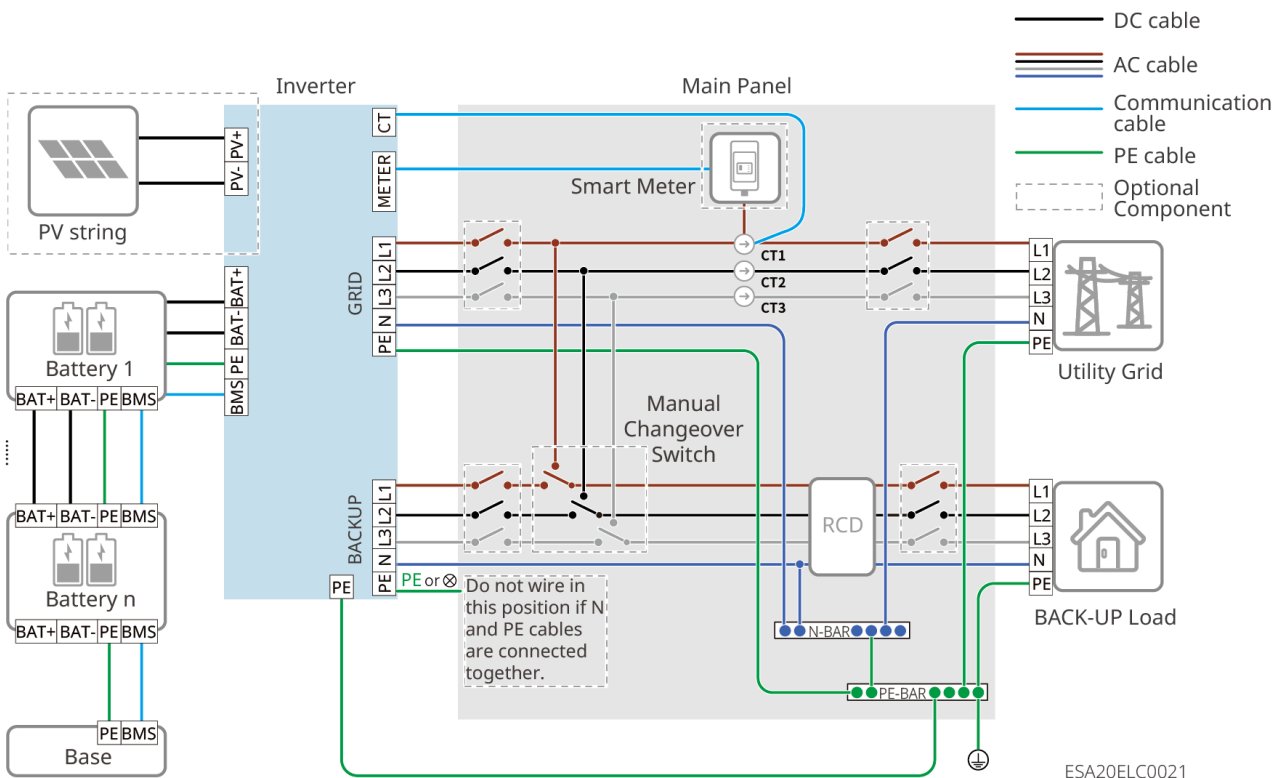 DC cable
AC cable
Communication
cable
PE cable
Optional
Component
Inverter
Main Panel
PV string
PV+
PV-
CT
METER
Smart Meter
CT1
CT2
CT3
GRID
L1
L2
L3
N
PE
L1
L2
L3
N
PE
Utility Grid
BAT+
BAT-
PE
BMS
Battery 1
BAT+ BAT- PE BMS
......
BAT+ BAT- PE BMS
Battery n
BAT+ BAT- PE BMS
PE BMS
Base
Manual
Changeover
Switch
BACKUP
L1
L2
L3
N
PE
PE
PE or ⊗
Do not wire in
this position if N
and PE cables
are connected
together.
RCD
L1
L2
L3
N
PE
BACK-UP Load
N-BAR
PE-BAR
ESA20ELC0021